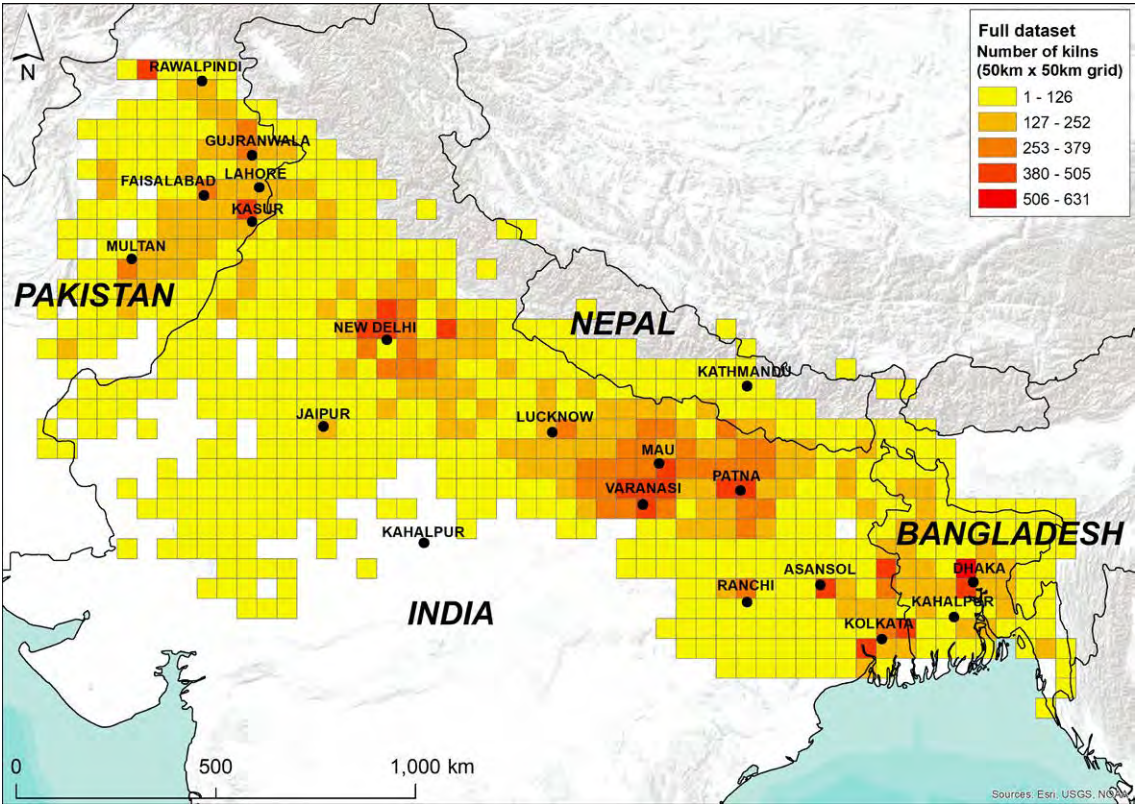 N
Full dataset
Number of kilns
(50km x 50km grid)
1 - 126
127 - 252
253 - 379
380 - 505
506 - 631
RAWALPINDI
GUJRANWALA
LAHORE
FAISALABAD
KASUR
MULTAN
PAKISTAN
NEW DELHI
NEPAL
KATHMANDU
JAIPUR
LUCKNOW
MAU
PATNA
VARANASI
KAHALPUR
BANGLADESH
ASANSOL
DHAKA
RANCHI
KAHALPUR
INDIA
KOLKATA
0 500 1,000 km
Sources: Esri, USGS, NOAA